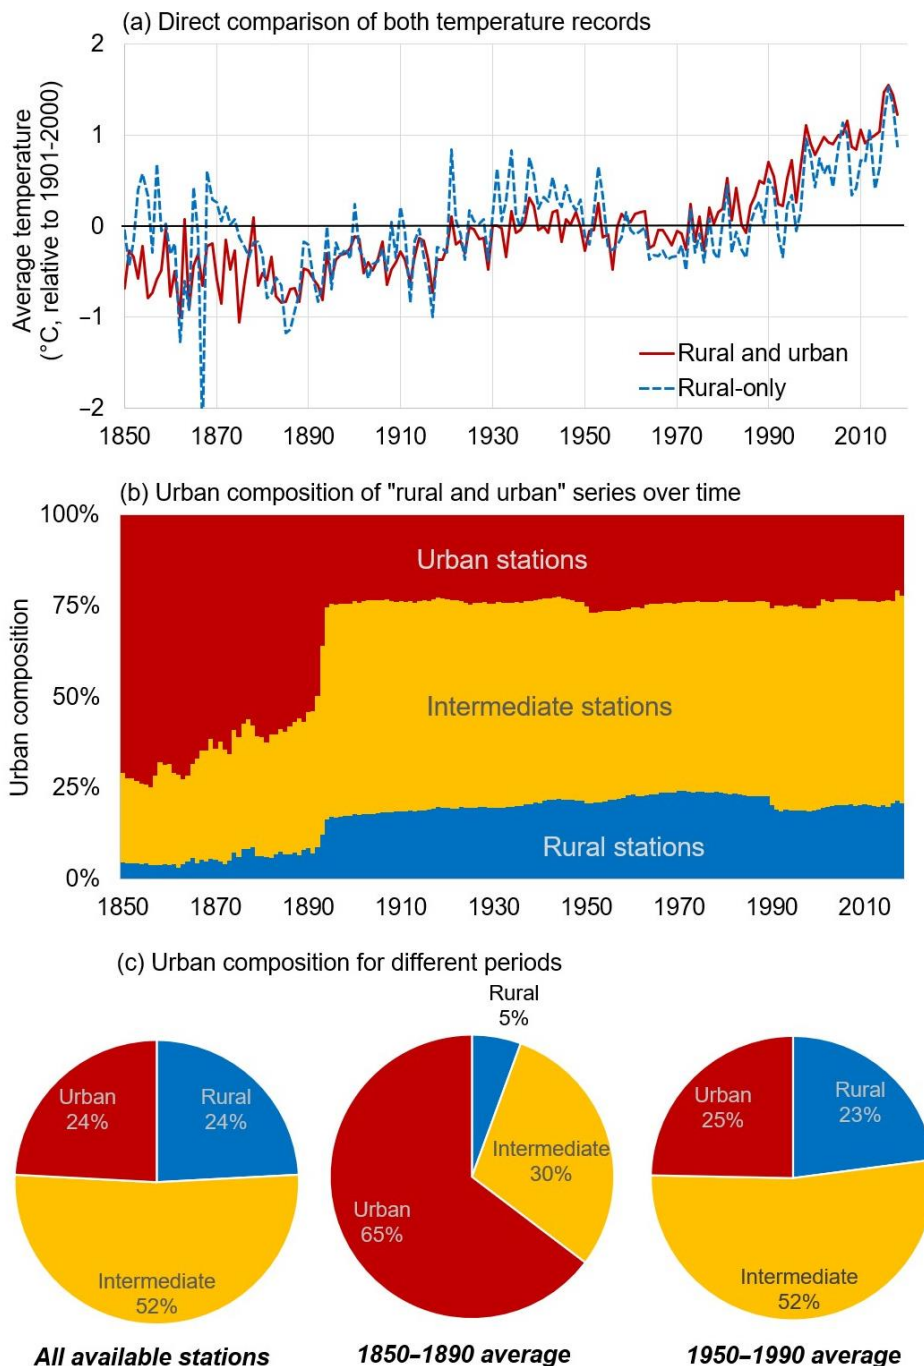 (a) Direct comparison of both temperature records
Average temperature
(°C, relative to 1901-2000)
2
1
0
−1
−2
Rural and urban
Rural-only
1850 1870 1890 1910 1930 1950 1970 1990 2010
(b) Urban composition of "rural and urban" series over time
Urban composition
100%
75%
50%
25%
0%
Urban stations
Intermediate stations
Rural stations
1850 1870 1890 1910 1930 1950 1970 1990 2010
(c) Urban composition for different periods
Urban
24%
Rural
24%
Intermediate
52%
All available stations
Rural
5%
Intermediate
30%
Urban
65%
1850–1890 average
Urban
25%
Rural
23%
Intermediate
52%
1950–1990 average